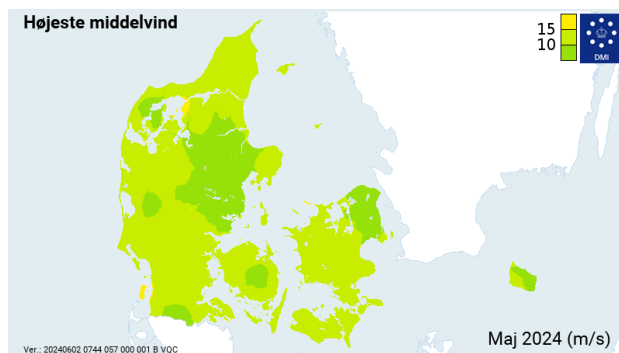 Højeste middelvind
15
10
DMI
Maj 2024 (m/s)
Ver.: 20240602 0744 057 000 001 B VOC